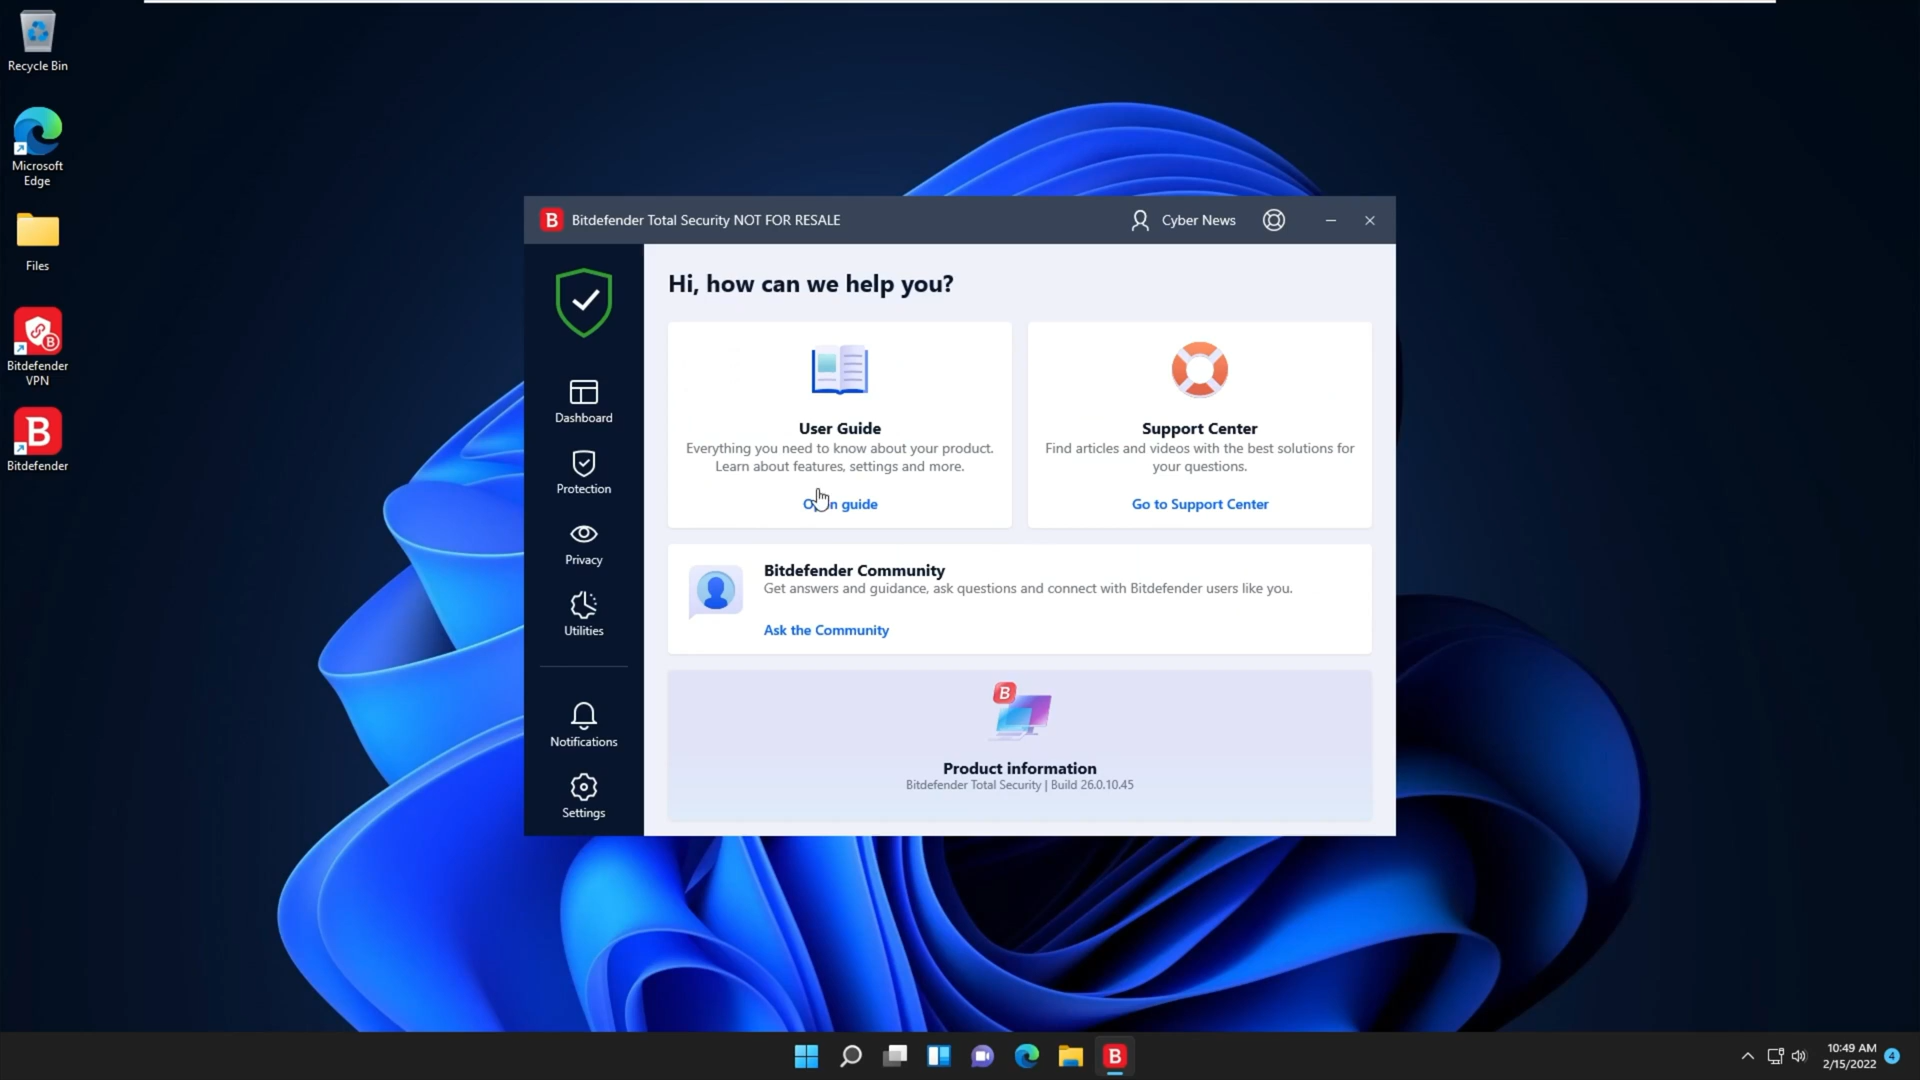 Recycle Bin
Microsoft
Edge
Files
Bitdefender
VPN
Bitdefender
B Bitdefender Total Security NOT FOR RESALE
Cyber News
Dashboard
Protection
Privacy
Utilities
Notifications
Settings
Hi, how can we help you?
User Guide
Everything you need to know about your product.
Learn about features, settings and more.
Open guide
Support Center
Find articles and videos with the best solutions for
your questions.
Go to Support Center
Bitdefender Community
Get answers and guidance, ask questions and connect with Bitdefender users like you.
Ask the Community
B
Product information
Bitdefender Total Security | Build 26.0.10.45
B
10:49 AM
2/15/2022
4